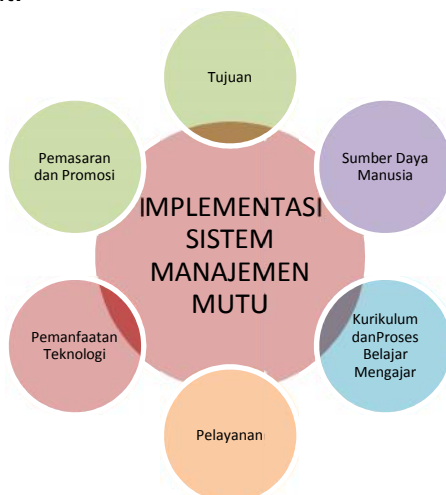 Tujuan
Pemasaran
dan Promosi
Sumber Daya
Manusia
IMPLEMENTASI
SISTEM
MANAJEMEN
MUTU
Pemanfaatan
Teknologi
Kurikulum
danProses
Belajar
Mengajar
Pelayanan